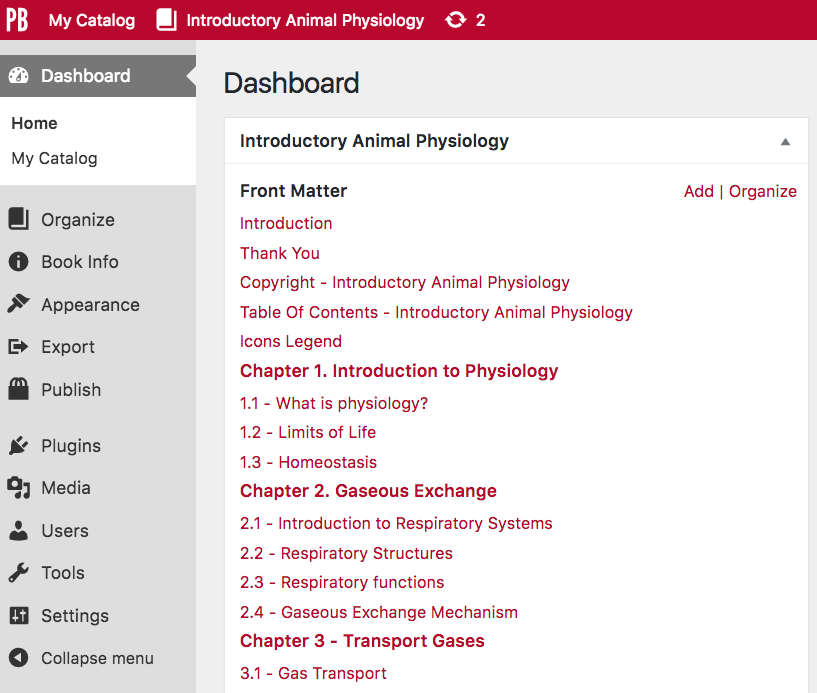 PB My Catalog Introductory Animal Physiology 2
Dashboard
Home
My Catalog
Organize
Book Info
Appearance
Export
Publish
Plugins
Media
Users
Tools
Settings
Collapse menu
Dashboard
Introductory Animal Physiology
Front Matter Add | Organize
Introduction
Thank You
Copyright - Introductory Animal Physiology
Table Of Contents - Introductory Animal Physiology
Icons Legend
Chapter 1. Introduction to Physiology
1.1 - What is physiology?
1.2 - Limits of Life
1.3 - Homeostasis
Chapter 2. Gaseous Exchange
2.1 - Introduction to Respiratory Systems
2.2 - Respiratory Structures
2.3 - Respiratory functions
2.4 - Gaseous Exchange Mechanism
Chapter 3 - Transport Gases
3.1 - Gas Transport